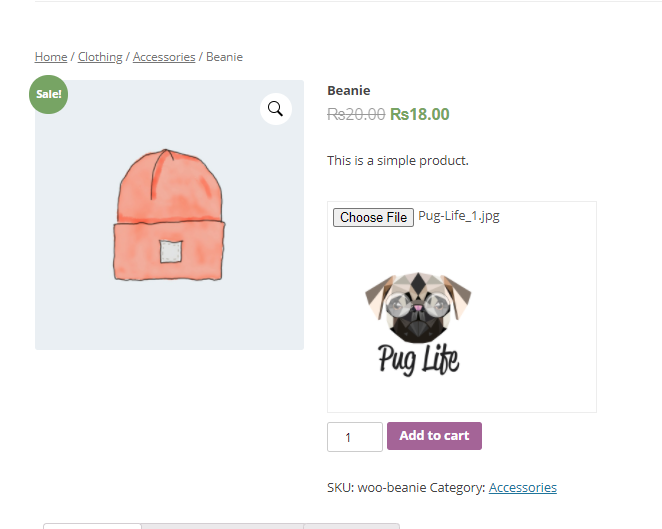 Home / Clothing / Accessories / Beanie
Sale!
Beanie
₨20.00 ₨18.00
This is a simple product.
Choose File Pug-Life_1.jpg
Pug Life
1
Add to cart
SKU: woo-beanie Category: Accessories